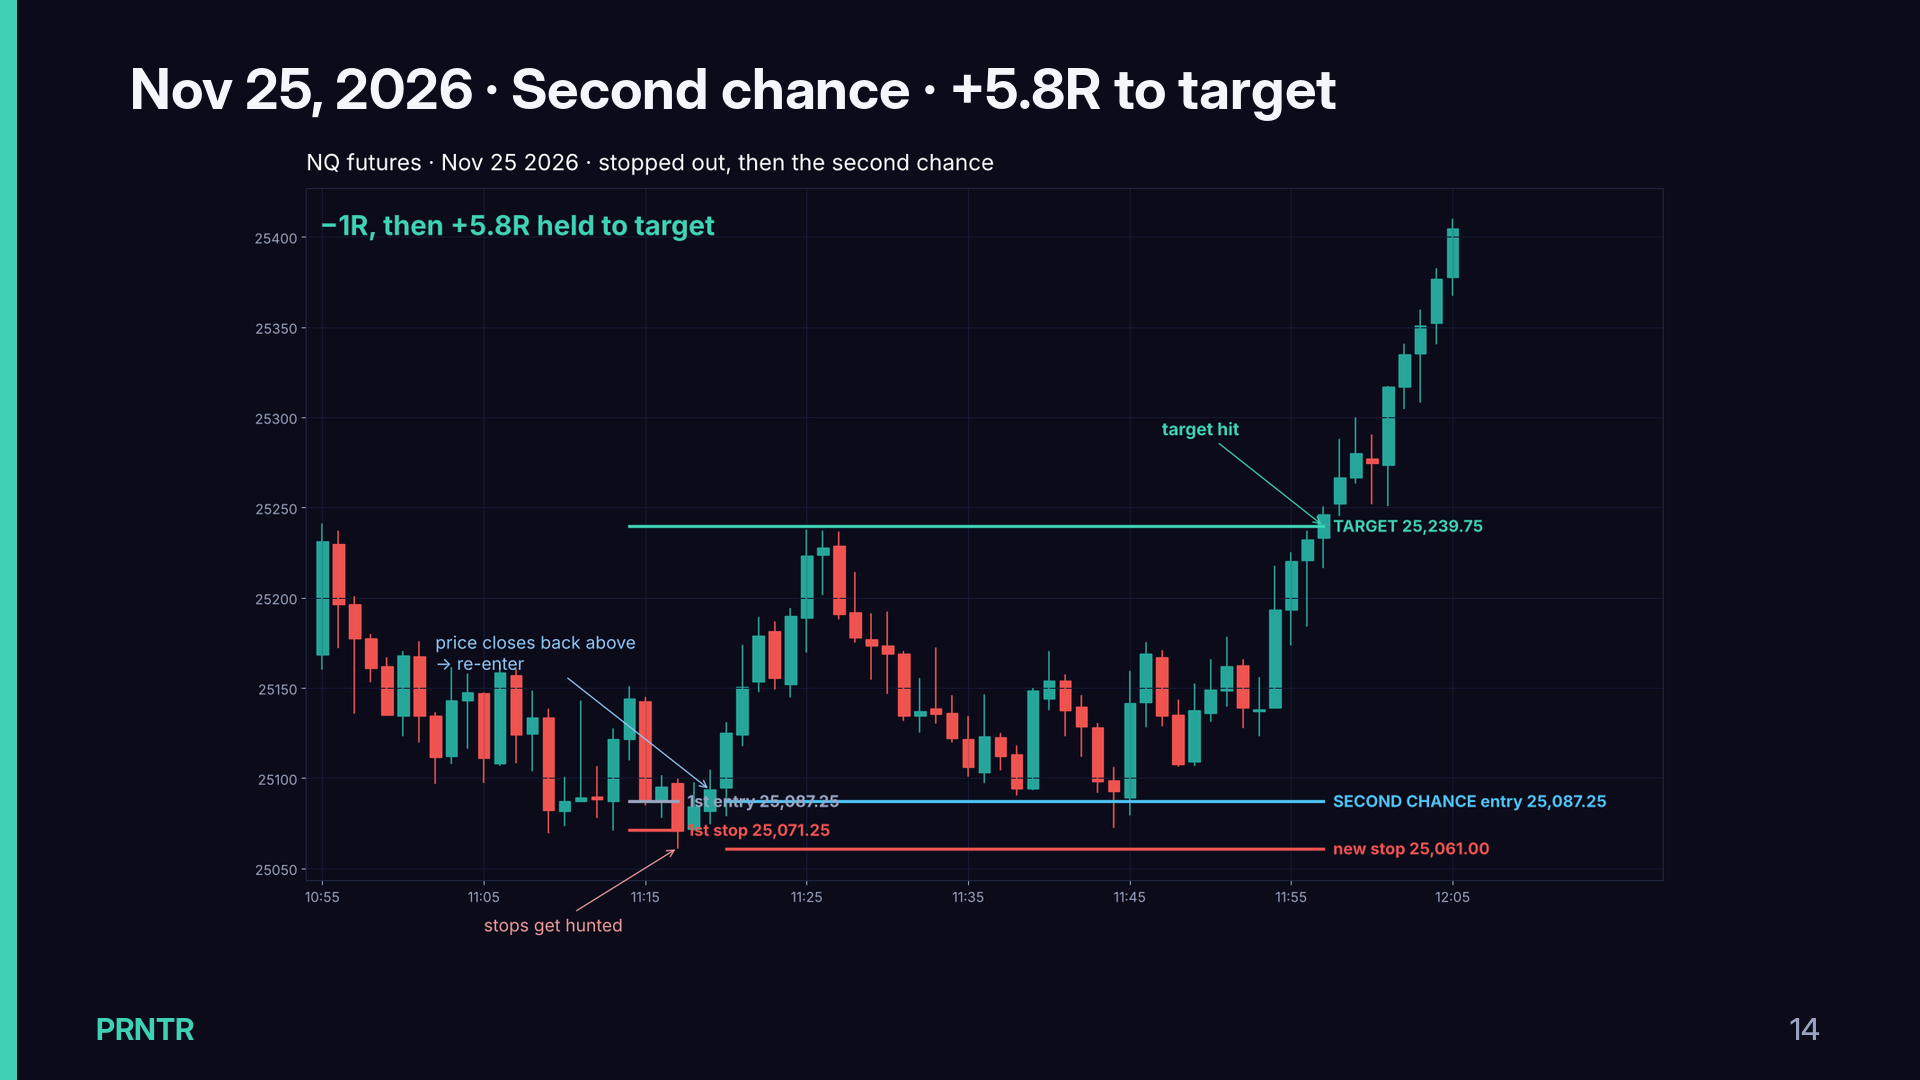 Nov 25, 2026 · Second chance · +5.8R to target
NQ futures · Nov 25 2026 · stopped out, then the second chance
−1R, then +5.8R held to target
25400
25350
25300
target hit
25250
TARGET 25,239.75
25200
price closes back above
→ re-enter
25150
25100
1st entry 25,087.25
SECOND CHANCE entry 25,087.25
1st stop 25,071.25
new stop 25,061.00
25050
10:55 11:05 11:15 11:25 11:35 11:45 11:55 12:05
stops get hunted
PRNTR
14